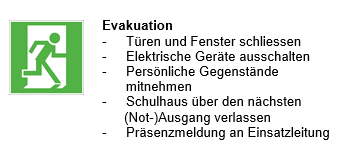 Evakuation
- Türen und Fenster schliessen
- Elektrische Geräte ausschalten
- Persönliche Gegenstände
mitnehmen
- Schulhaus über den nächsten
(Not-)Ausgang verlassen
- Präsenzmeldung an Einsatzleitung